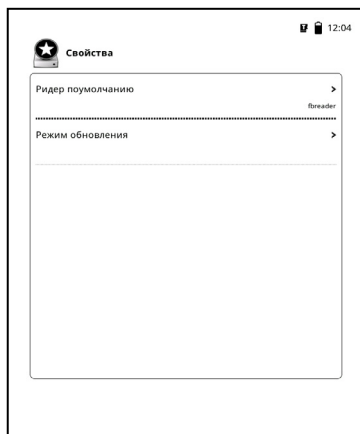 12:04
Свойства
Ридер поумолчанию >
fbreader
Режим обновления >